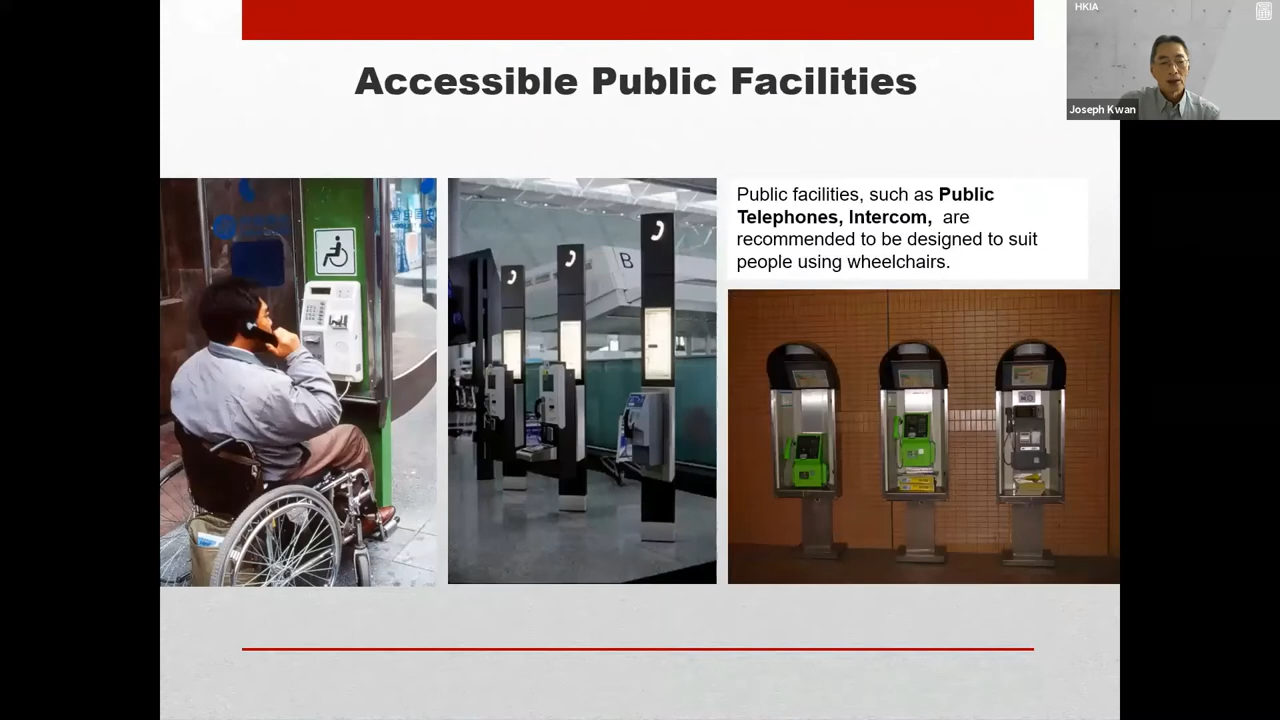 HKIA
Joseph Kwan
Accessible Public Facilities
Public facilities, such as Public
Telephones, Intercom, are
recommended to be designed to suit
people using wheelchairs.
B